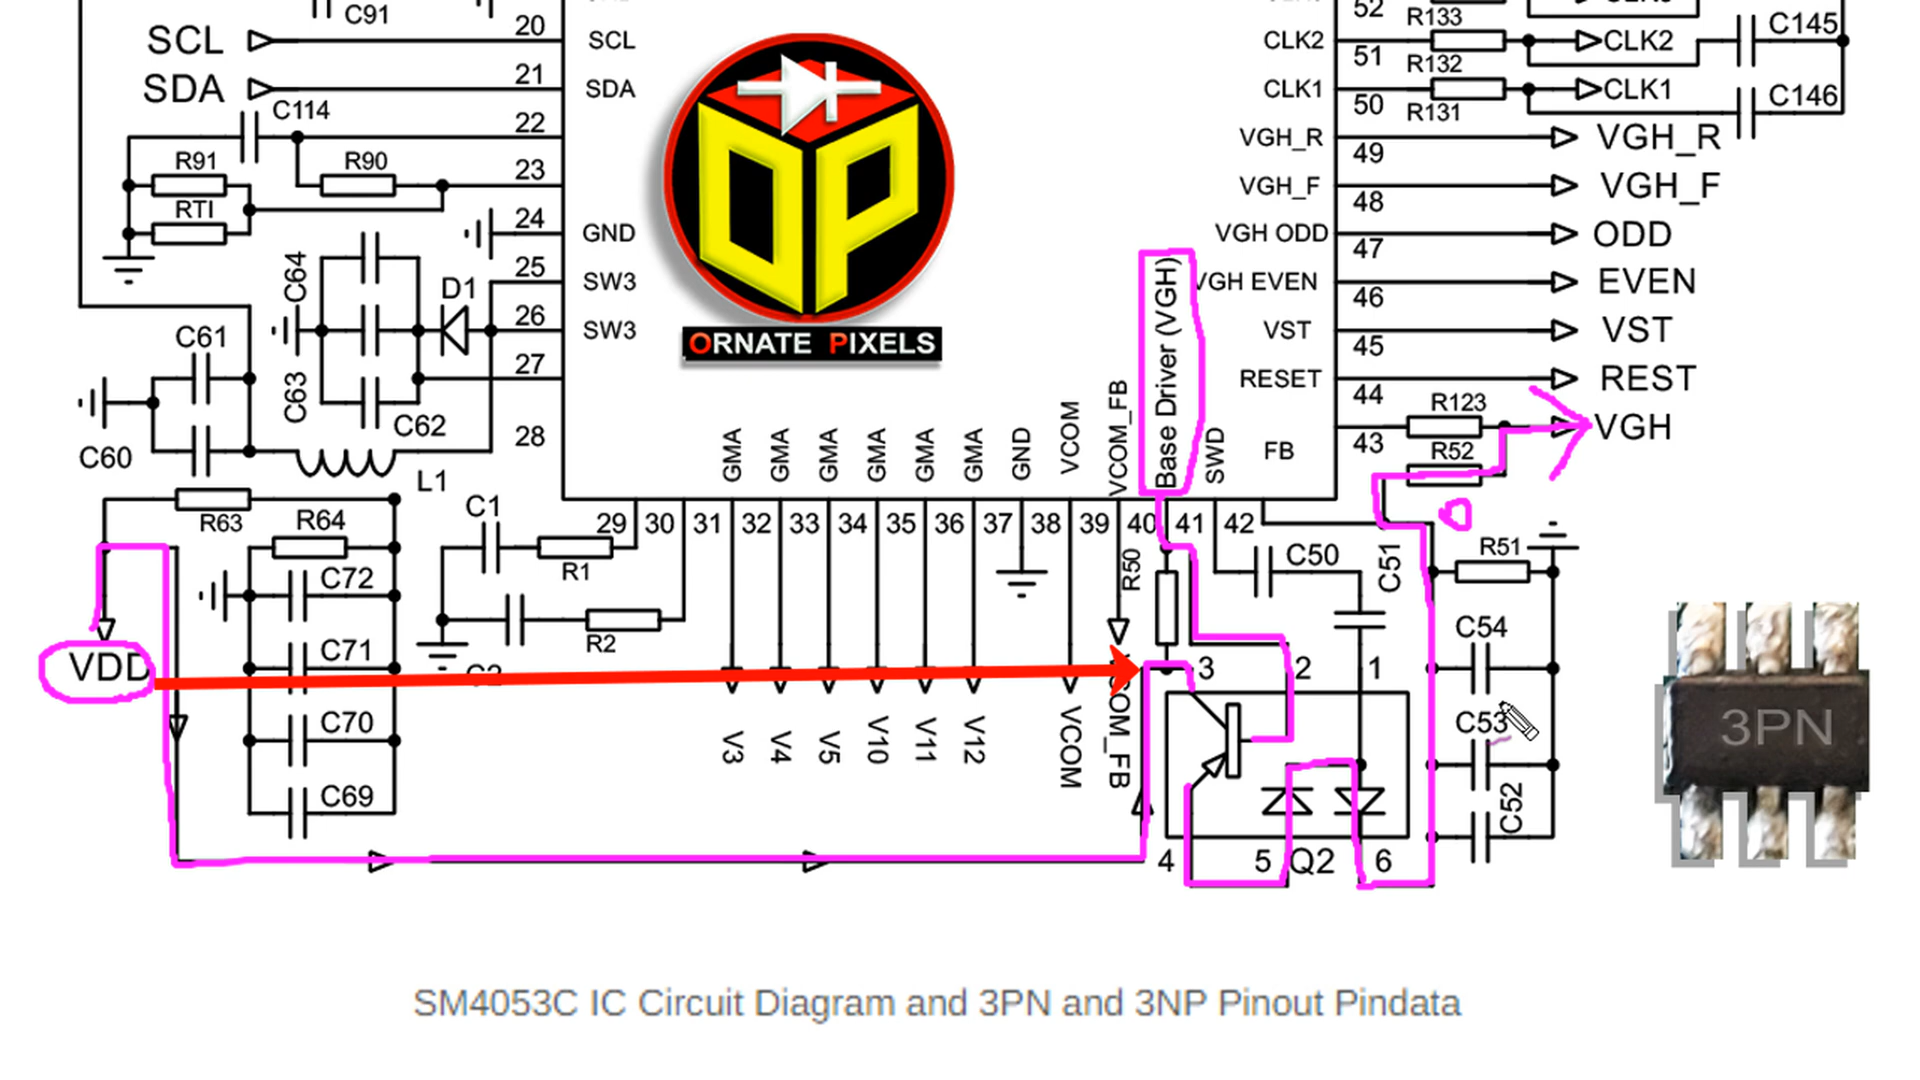 C91
20
SCL
SCL
21
SDA
SDA
C114
22
R91
R90
23
RTI
24
GND
C64
25
SW3
D1
26
SW3
C61
27
C63
C62
C60
28
L1
R63
R64
C72
C71
C70
C69
VDD
C1
R1
R2
29 30 31 32 33 34 35 36 37 38 39 40 41 42
GMA
GMA
GMA
GMA
GMA
GMA
GND
VCOM
VCOM_FB
Base Driver (VGH)
SWD
FB
V3
V4
V5
V10
V11
V12
VCOM
COM_FB
R50
C50
C51
3
2
1
4
5
Q2
6
R51
C54
C53
C52
52
R133
CLK2
51
CLK2
C145
R132
CLK1
50
CLK1
C146
R131
VGH_R
49
VGH_R
VGH_F
48
VGH_F
VGH ODD
47
ODD
VGH EVEN
46
EVEN
VST
45
VST
RESET
44
REST
R123
43
VGH
R52
OP
ORNATE PIXELS
3PN
SM4053C IC Circuit Diagram and 3PN and 3NP Pinout Pindata